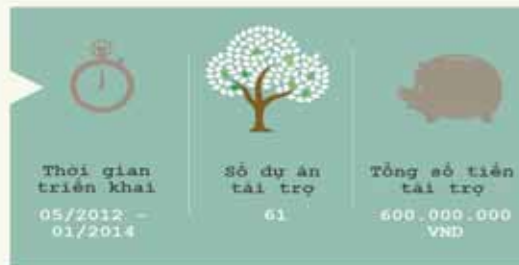 Thời gian
triển khai
05/2012 –
01/2014
Số dự án
tài trợ
61
Tổng số tiền
tài trợ
600.000.000
VND